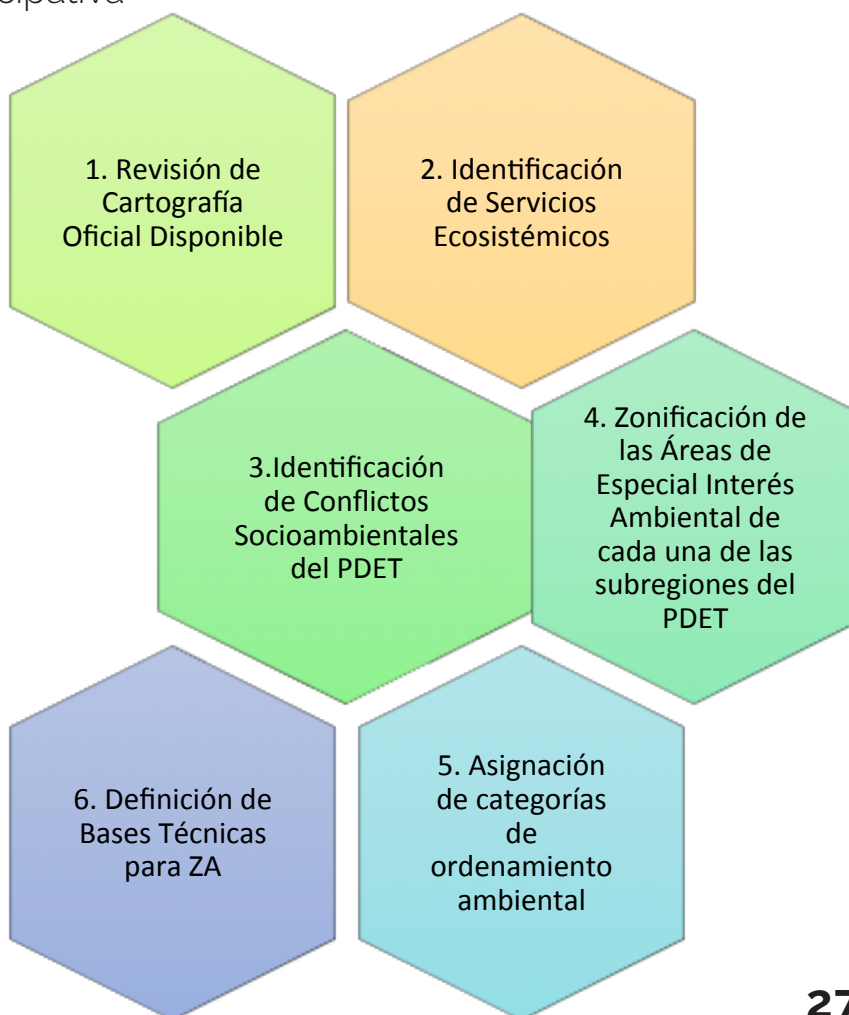 1. Revisión de
Cartografía
Oficial Disponible
2. Identificación
de Servicios
Ecosistémicos
3.Identificación
de Conflictos
Socioambientales
del PDET
4. Zonificación de
las Áreas de
Especial Interés
Ambiental de
cada una de las
subregiones del
PDET
5. Asignación
de categorías
de
ordenamiento
ambiental
6. Definición de
Bases Técnicas
para ZA
27